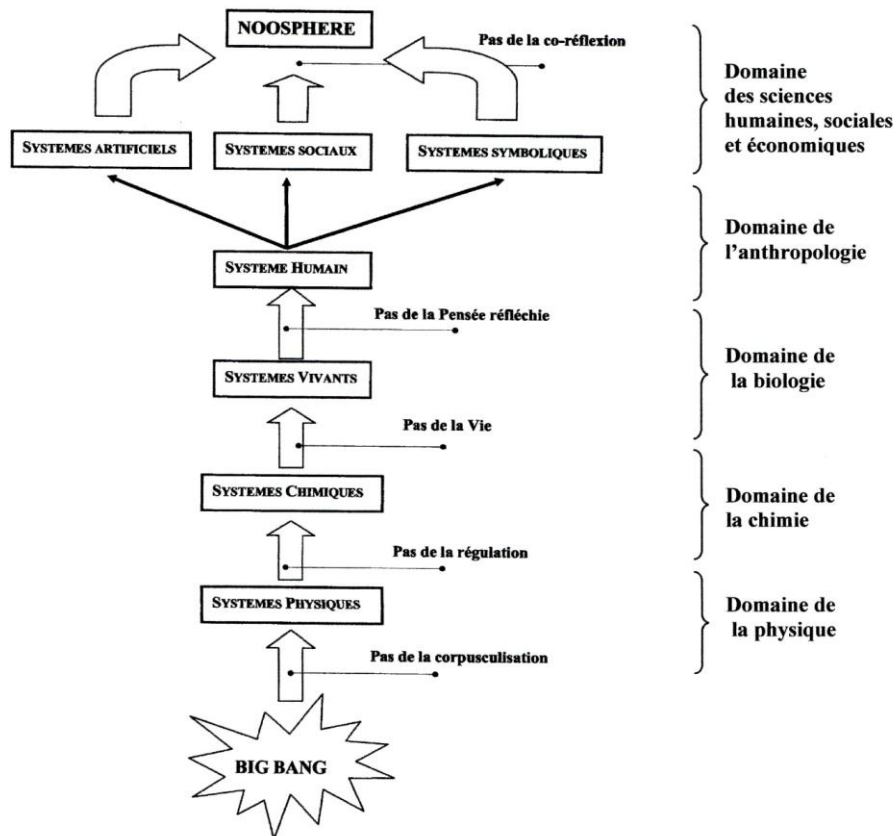 NOOSPHERE
Pas de la co-réflexion
Domaine
des sciences
humaines, sociales
et économiques
SYSTEMES ARTIFICIELS
SYSTEMES SOCIAUX
SYSTEMES SYMBOLIQUES
Domaine de
l'anthropologie
SYSTEME HUMAIN
Pas de la Pensée réfléchie
Domaine de
la biologie
SYSTEMES VIVANTS
Pas de la Vie
SYSTEMES CHIMIQUES
Domaine de
la chimie
Pas de la régulation
SYSTEMES PHYSIQUES
Domaine de
la physique
Pas de la corpusculisation
BIG BANG